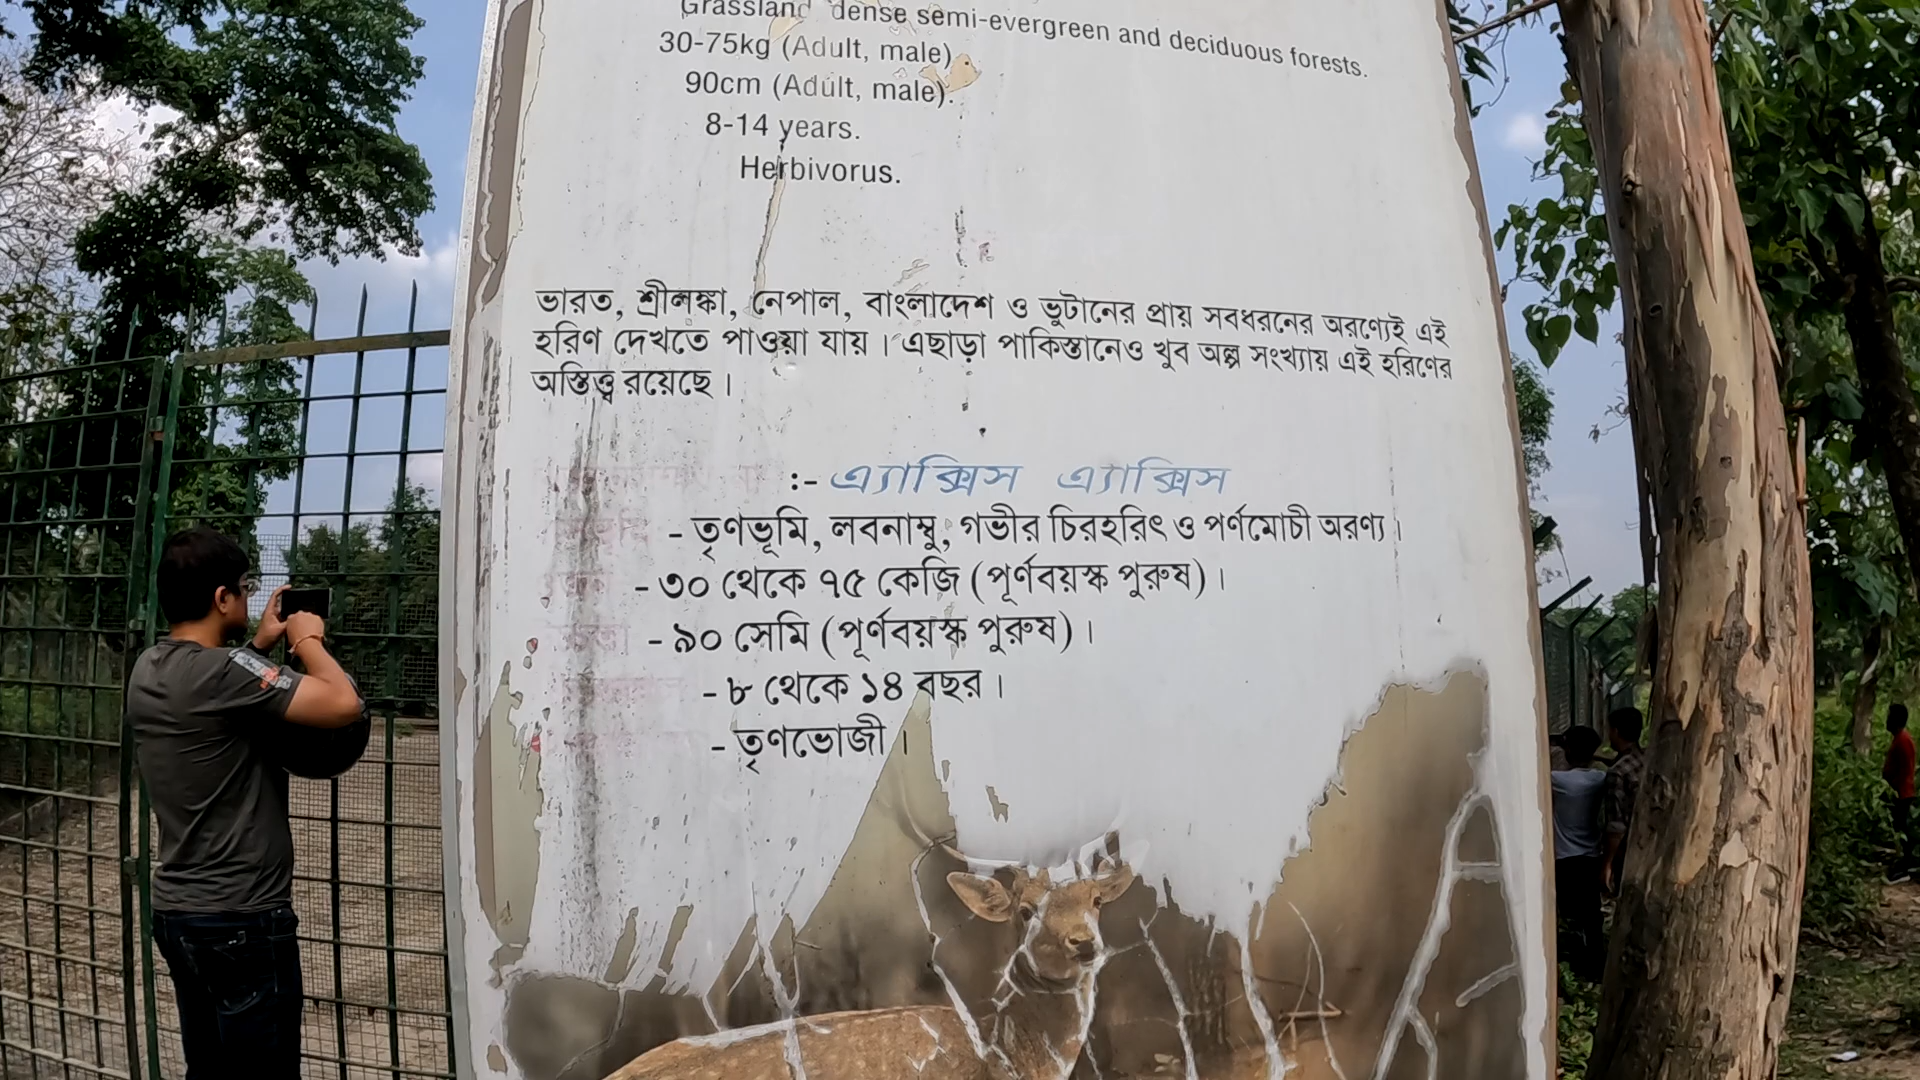 Grassland dense semi-evergreen and deciduous forests.
30-75kg (Adult, male)
90cm (Adult, male).
8-14 years.
Herbivorus.
ভারত, শ্রীলঙ্কা, নেপাল, বাংলাদেশ ও ভুটানের প্রায় সবধরনের অরণ্যেই এই
হরিণ দেখতে পাওয়া যায় । এছাড়া পাকিস্তানেও খুব অল্প সংখ্যায় এই হরিণের
অস্তিত্ত্ব রয়েছে ।
:- এ্যাক্সিস এ্যাক্সিস
- তৃণভূমি, লবনাম্বু, গভীর চিরহরিৎ ও পর্ণমোচী অরণ্য ।
- ৩০ থেকে ৭৫ কেজি (পূর্ণবয়স্ক পুরুষ) ।
- ৯০ সেমি (পূর্ণবয়স্ক পুরুষ) ।
- ৮ থেকে ১৪ বছর ।
- তৃণভোজী ।